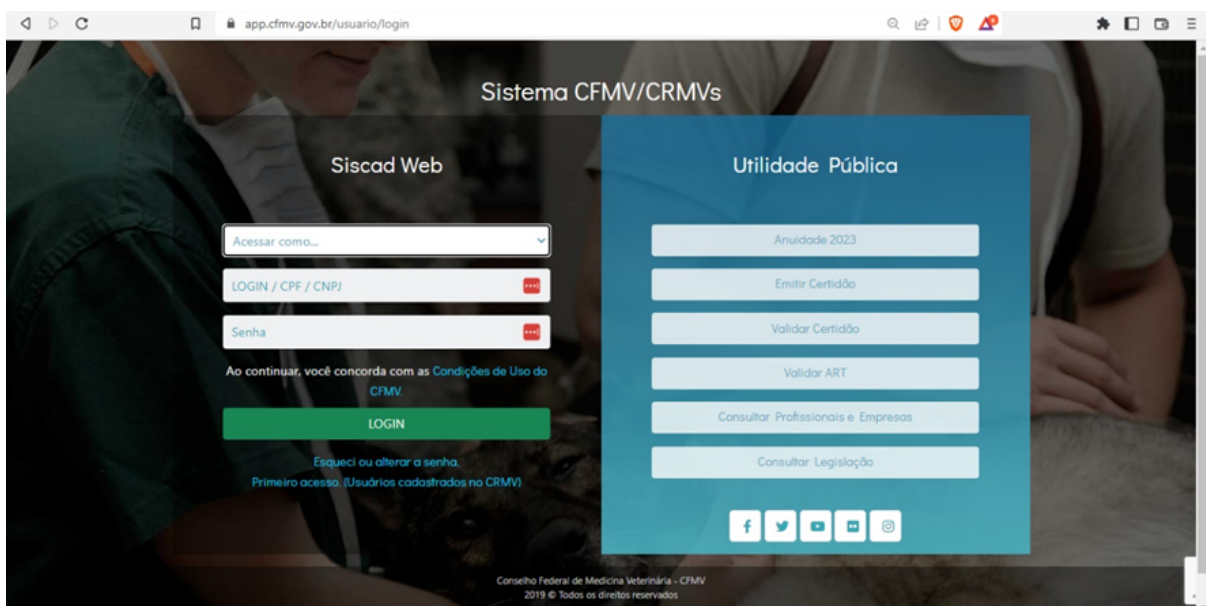 app.cfmv.gov.br/usuario/login
Sistema CFMV/CRMVs
Siscad Web
Acessar como...
LOGIN / CPF / CNPJ
Senha
Ao continuar, você concorda com as Condições de Uso do
CFMV.
LOGIN
Esqueci ou alterar a senha.
Primeiro acesso. (Usuários cadastrados no CRMV)
Utilidade Pública
Anuidade 2023
Emitir Certidão
Validar Certidão
Validar ART
Consultar Profissionais e Empresas
Consultar Legislação
Conselho Federal de Medicina Veterinária - CFMV
2019 © Todos os direitos reservados